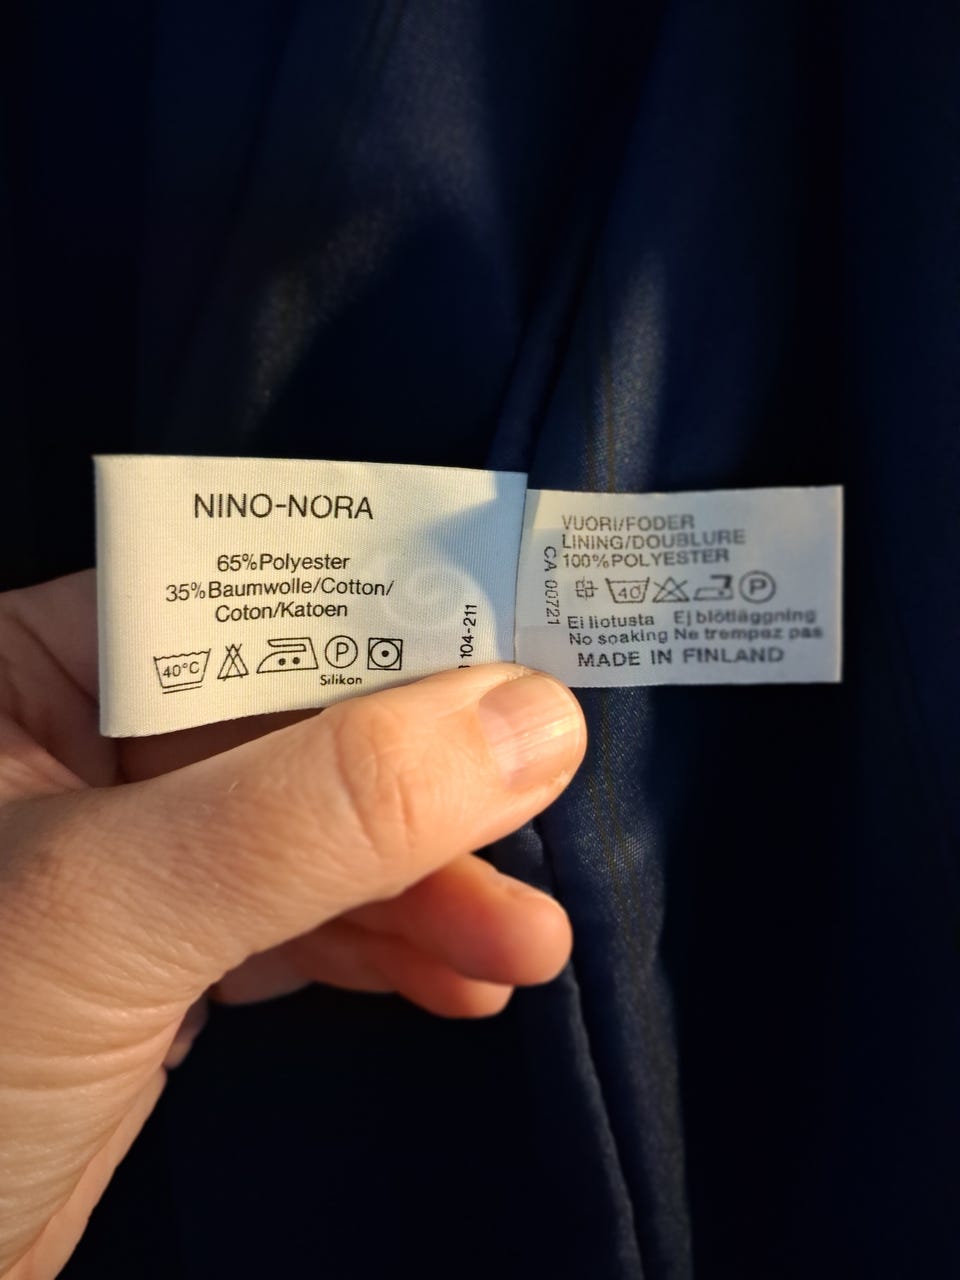 NINO-NORA
65%Polyester
35%Baumwolle/Cotton/
Coton/Katoen
40°C
P
Silikon
104-211
VUORI/FODER
LINING/DOUBLURE
100%POLYESTER
CA 00721
40
P
Ei liotusta Ej blötläggning
No soaking Ne trempez pas
MADE IN FINLAND